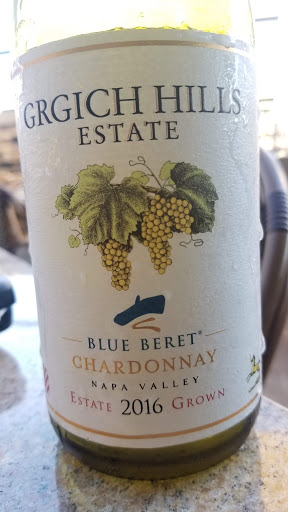 GRGICH HILLS
ESTATE
BLUE BERET®
CHARDONNAY
NAPA VALLEY
ESTATE 2016 GROWN